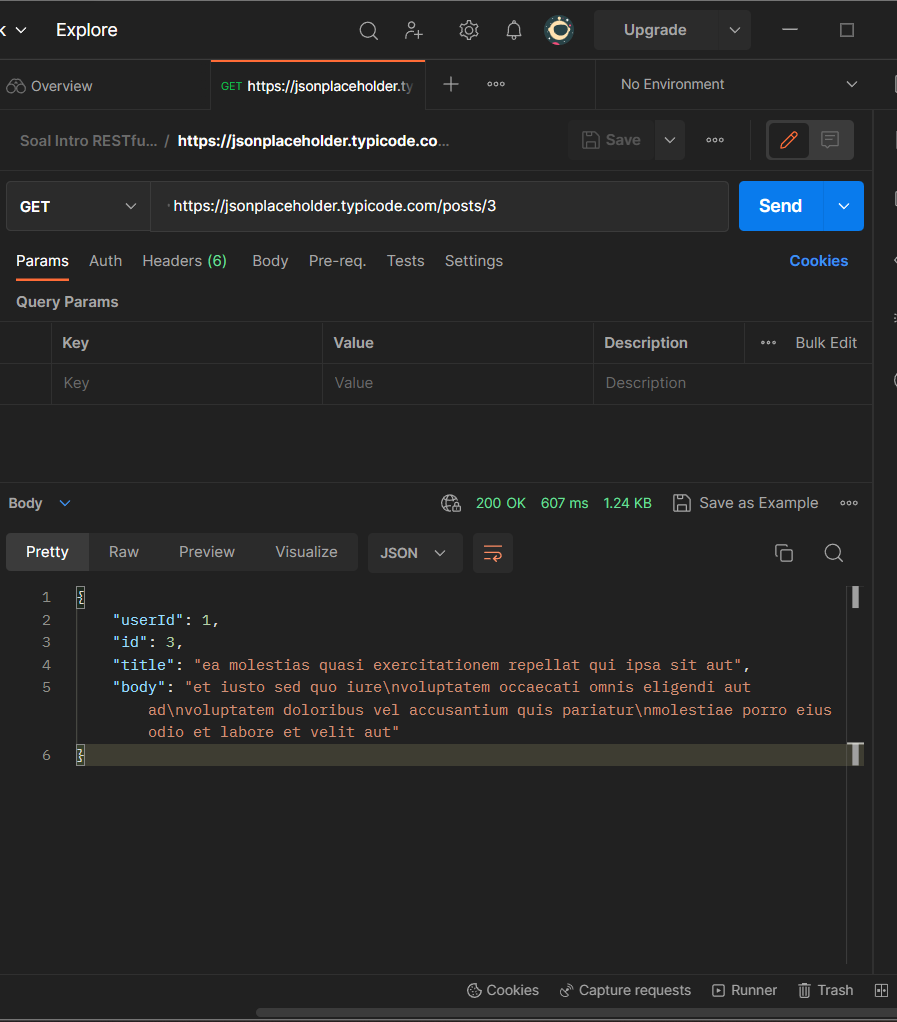 k Explore Upgrade
Overview GET https://jsonplaceholder.ty No Environment
Soal Intro RESTfu... / https://jsonplaceholder.typicode.co... Save
GET https://jsonplaceholder.typicode.com/posts/3 Send
Params Auth Headers (6) Body Pre-req. Tests Settings Cookies
Query Params
Key Value Description Bulk Edit
Key Value Description
Body 200 OK 607 ms 1.24 KB Save as Example
Pretty Raw Preview Visualize JSON
1 {
2 "userId": 1,
3 "id": 3,
4 "title": "ea molestias quasi exercitationem repellat qui ipsa sit aut",
5 "body": "et iusto sed quo iure\nvoluptatem occaecati omnis eligendi aut
ad\nvoluptatem doloribus vel accusantium quis pariatur\nmolestiae porro eius
odio et labore et velit aut"
6 }
Cookies Capture requests Runner Trash